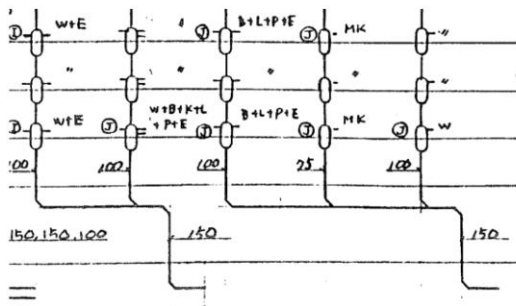 W+E " J B+L+P+E J MK "
" " " " "
W+E J W+B+K+L J B+L+P+E J MK J W
+P+E
100 100 100 25 100
150,150,100 150 150